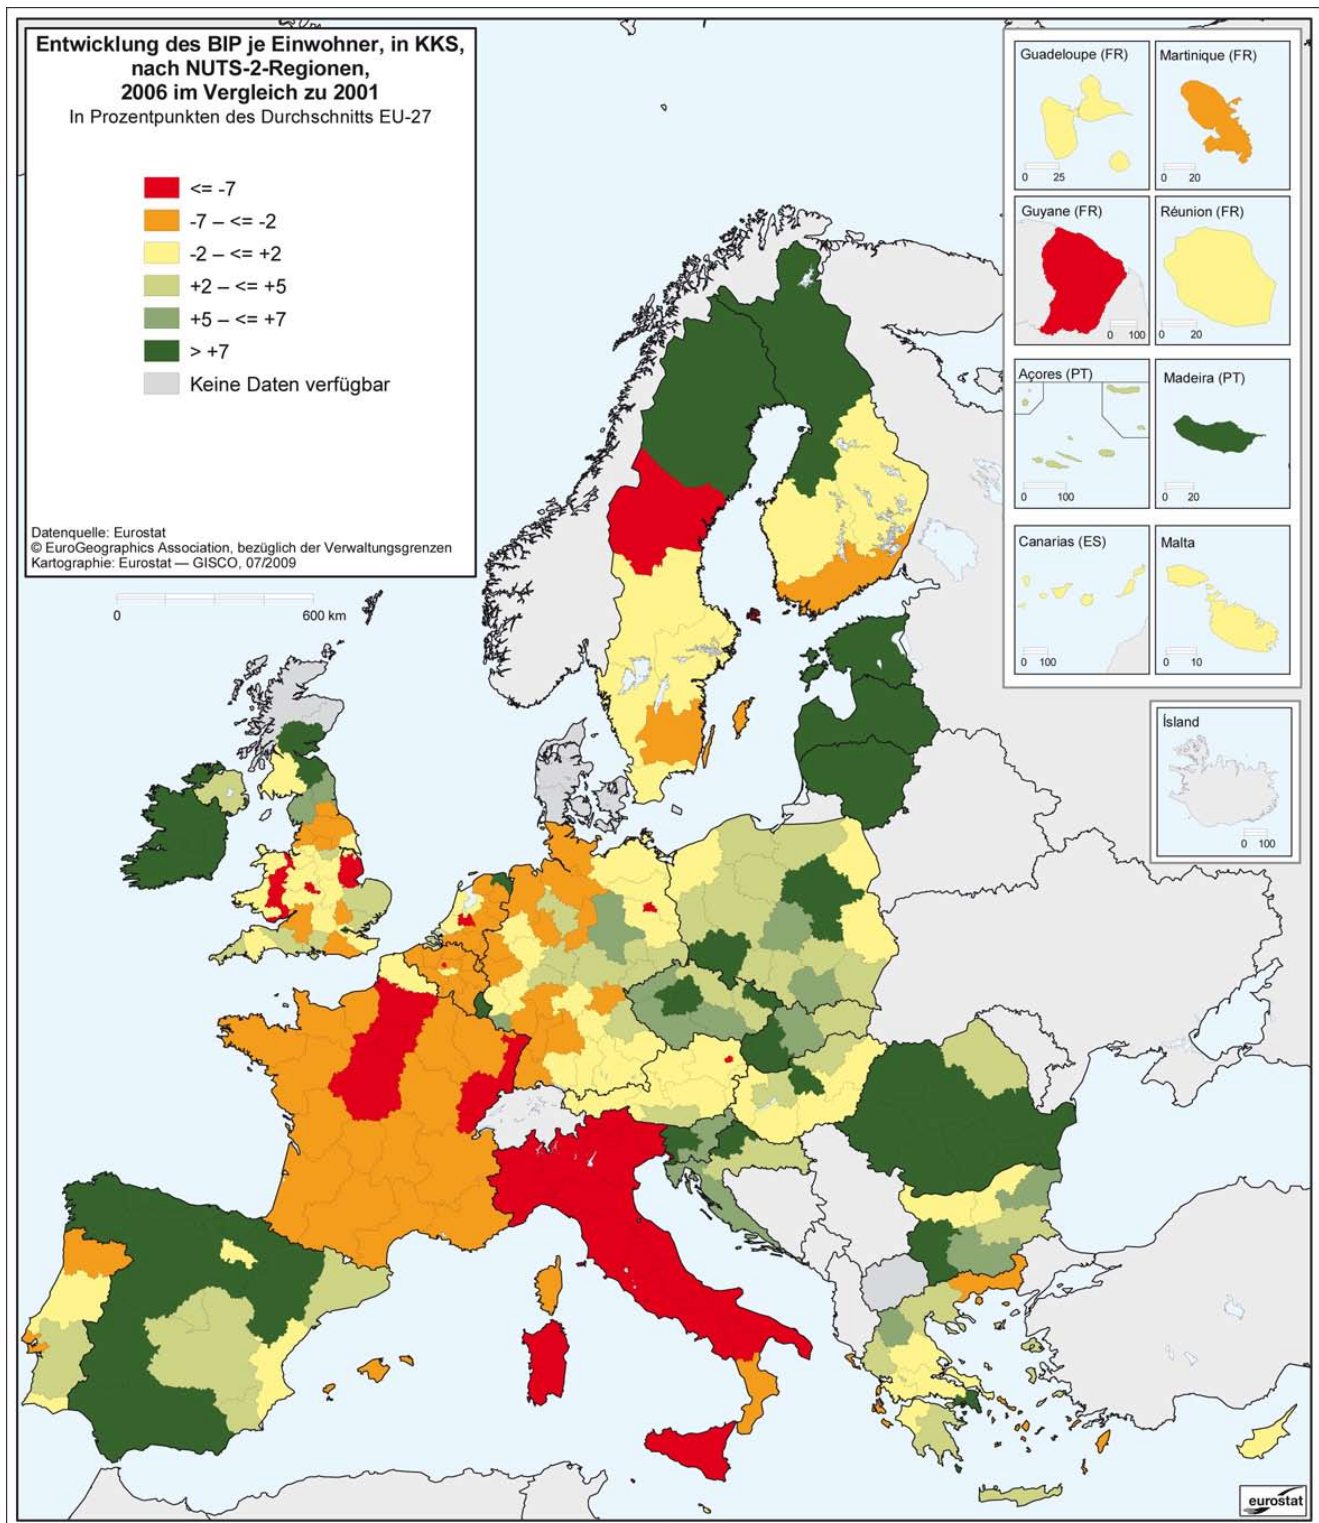 Entwicklung des BIP je Einwohner, in KKS,
nach NUTS-2-Regionen,
2006 im Vergleich zu 2001
In Prozentpunkten des Durchschnitts EU-27
<= -7
-7 – <= -2
-2 – <= +2
+2 – <= +5
+5 – <= +7
> +7
Keine Daten verfügbar
Datenquelle: Eurostat
© EuroGeographics Association, bezüglich der Verwaltungsgrenzen
Kartographie: Eurostat — GISCO, 07/2009
0 600 km
Guadeloupe (FR)
0 25
Martinique (FR)
0 20
Guyane (FR)
0 100
Réunion (FR)
0 20
Açores (PT)
0 100
Madeira (PT)
0 20
Canarias (ES)
0 100
Malta
0 10
Ísland
0 100
eurostat